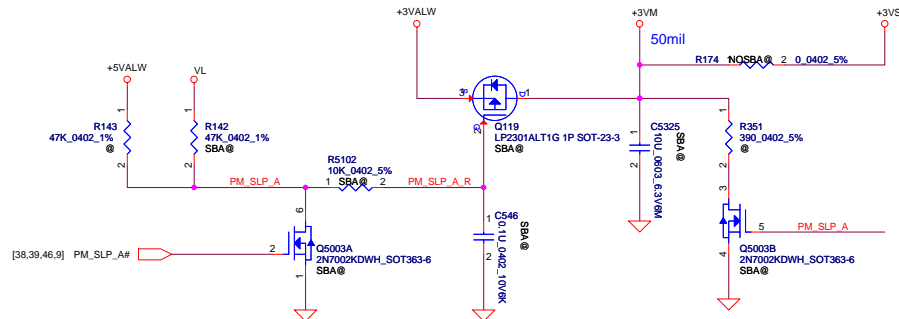 +3VALW
+3VM
+3VS
50mil
R174
1
NOSBA@
2
0_0402_5%
+5VALW
VL
3
S
D
1
G
2
Q119
LP2301ALT1G 1P SOT-23-3
SBA@
1
R143
47K_0402_1%
@
2
1
R142
47K_0402_1%
SBA@
2
1
C5325
10U_0603_6.3V6M
SBA@
2
1
R351
390_0402_5%
@
2
R5102
10K_0402_5%
PM_SLP_A
1
SBA@
2
PM_SLP_A_R
6
1
C546
0.1U_0402_10V6K
SBA@
2
3
5
PM_SLP_A
[38,39,46,9]
PM_SLP_A#
2
Q5003A
2N7002KDWH_SOT363-6
SBA@
1
4
Q5003B
2N7002KDWH_SOT363-6
SBA@